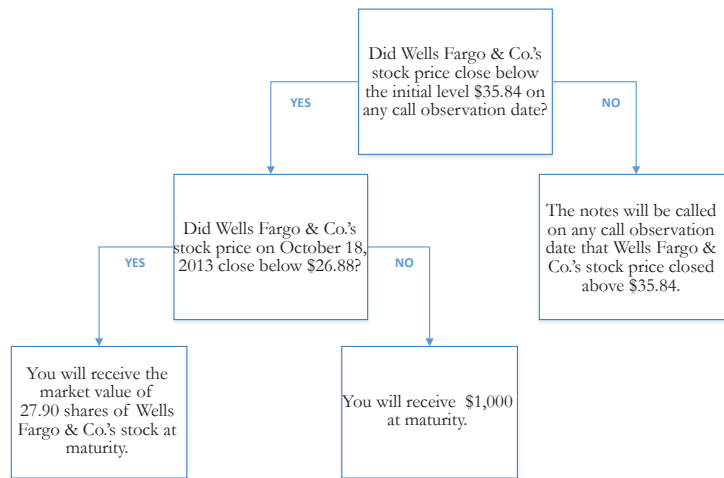 Did Wells Fargo & Co.'s
stock price close below
the initial level $35.84 on
any call observation date?
YES
NO
Did Wells Fargo & Co.'s
stock price on October 18,
2013 close below $26.88?
The notes will be called
on any call observation
date that Wells Fargo &
Co.'s stock price closed
above $35.84.
YES
NO
You will receive the
market value of
27.90 shares of Wells
Fargo & Co.'s stock at
maturity.
You will receive $1,000
at maturity.